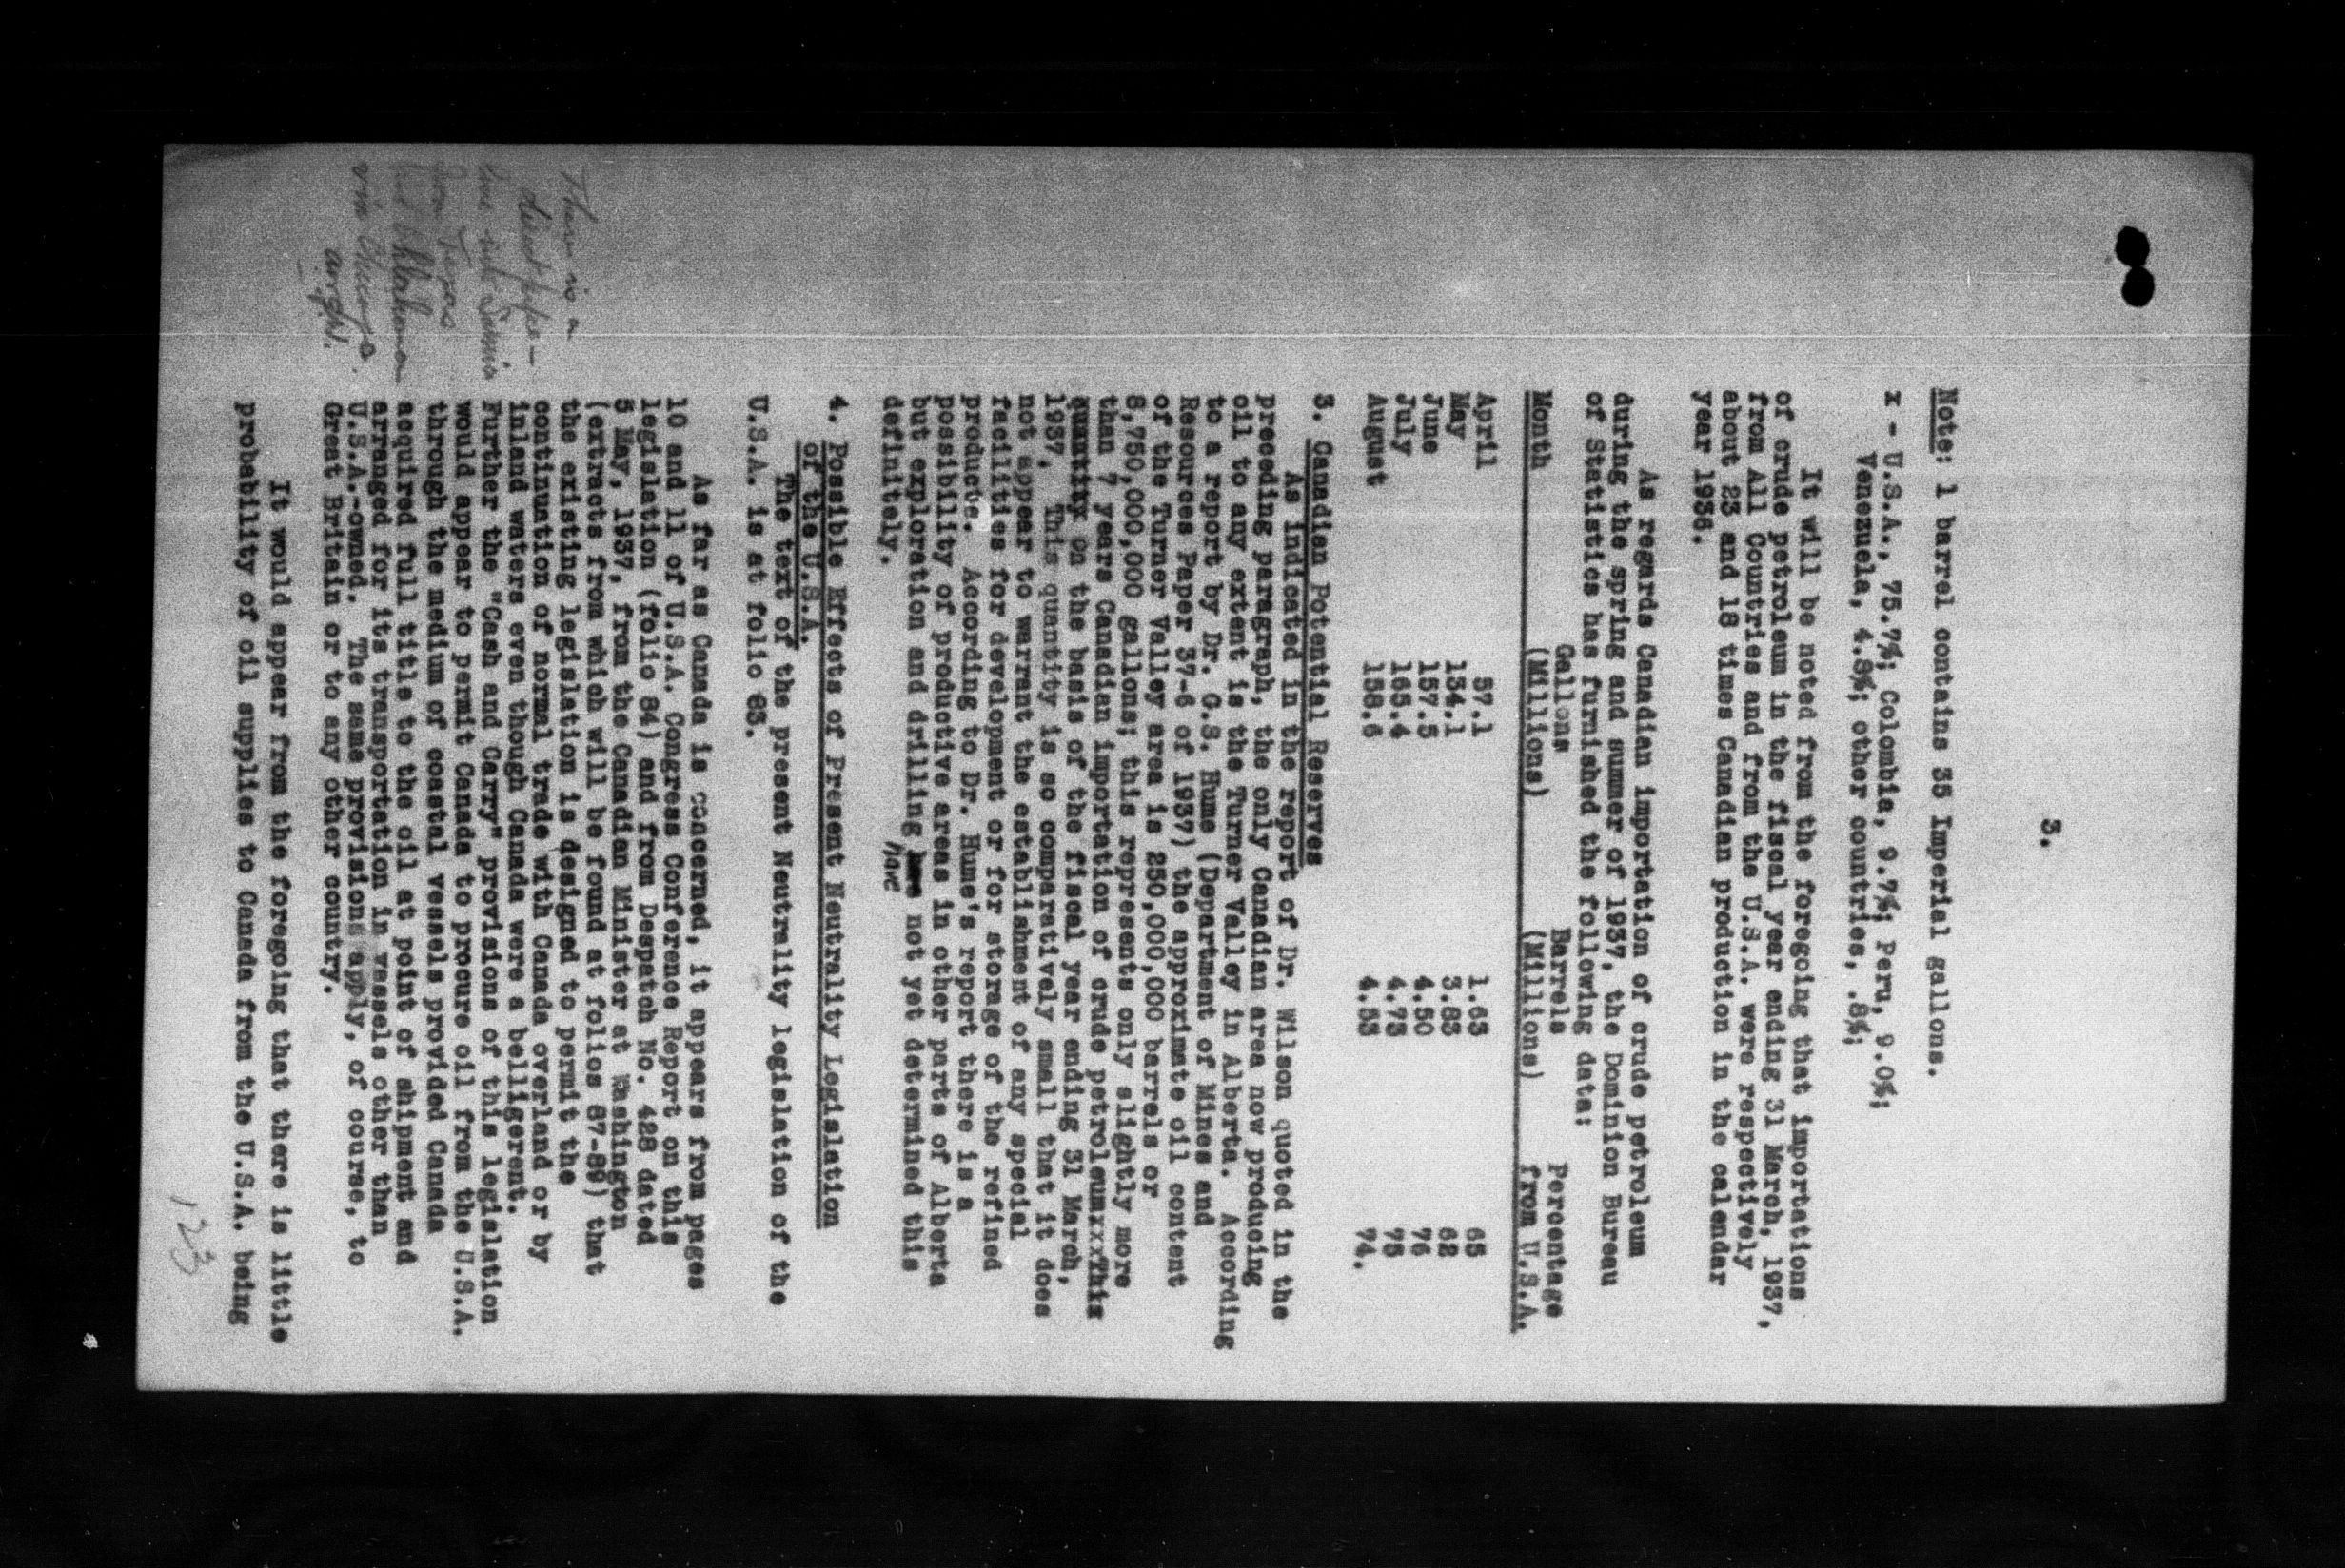 3.
Note: 1 barrel contains 35 Imperial gallons.
x - U.S.A., 75.7%; Colombia, 9.7%; Peru, 9.0%;
Venezuela, 4.8%; other countries, .8%;
It will be noted from the foregoing that importations
of crude petroleum in the fiscal year ending 31 March, 1937,
from All Countries and from the U.S.A. were respectively
about 23 and 18 times Canadian production in the calendar
year 1936.
As regards Canadian importation of crude petroleum
during the spring and summer of 1937, the Dominion Bureau
of Statistics has furnished the following data:
Gallons Barrels Percentage
Month (Millions) (Millions) from U.S.A.
April 57.1 1.63 65
May 134.1 3.83 62
June 157.5 4.50 76
July 165.4 4.73 75
August 158.6 4.53 74.
3. Canadian Potential Reserves
As indicated in the report of Dr. Wilson quoted in the
preceding paragraph, the only Canadian area now producing
oil to any extent is the Turner Valley in Alberta. According
to a report by Dr. G.S. Hume (Department of Mines and
Resources Paper 37-6 of 1937) the approximate oil content
of the Turner Valley area is 250,000,000 barrels or
8,750,000,000 gallons; this represents only slightly more
than 7 years Canadian importation of crude petroleumxxxThis
quantity on the basis of the fiscal year ending 31 March,
1937. This quantity is so comparatively small that it does
not appear to warrant the establishment of any special
facilities for development or for storage of the refined
products. According to Dr. Hume's report there is a
possibility of productive areas in other parts of Alberta
but exploration and drilling have not yet determined this
definitely.
4. Possible Effects of Present Neutrality Legislation
of the U.S.A.
The text of the present Neutrality legislation of the
U.S.A. is at folio 83.
As far as Canada is concerned, it appears from pages
10 and 11 of U.S.A. Congress Conference Report on this
legislation (folio 84) and from Despatch No. 428 dated
5 May, 1937, from the Canadian Minister at Washington
(extracts from which will be found at folios 87-89) that
the existing legislation is designed to permit the
continuation of normal trade with Canada overland or by
inland waters even though Canada were a belligerent.
Further the "Cash and Carry" provisions of this legislation
would appear to permit Canada to procure oil from the U.S.A.
through the medium of coastal vessels provided Canada
acquired full title to the oil at point of shipment and
arranged for its transportation in vessels other than
U.S.A.-owned. The same provisions apply, of course, to
Great Britain or to any other country.
There is a
direct pipe-
line into Sarnia
from Texas
and Oklahoma
via Chicago.
It would appear from the foregoing that there is little
probability of oil supplies to Canada from the U.S.A. being
123